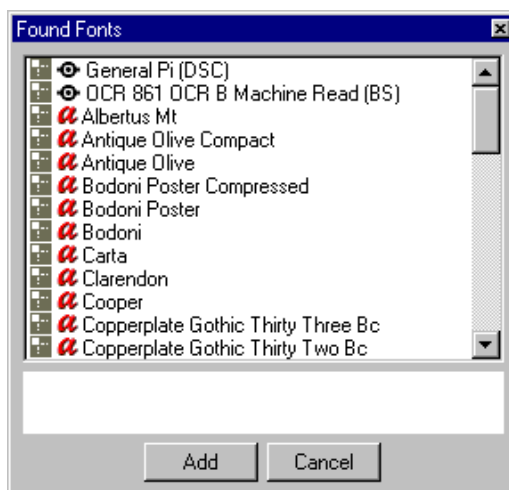 Found Fonts
General Pi (DSC)
OCR 861 OCR B Machine Read (BS)
Albertus Mt
Antique Olive Compact
Antique Olive
Bodoni Poster Compressed
Bodoni Poster
Bodoni
Carta
Clarendon
Cooper
Copperplate Gothic Thirty Three Bc
Copperplate Gothic Thirty Two Bc
Add Cancel